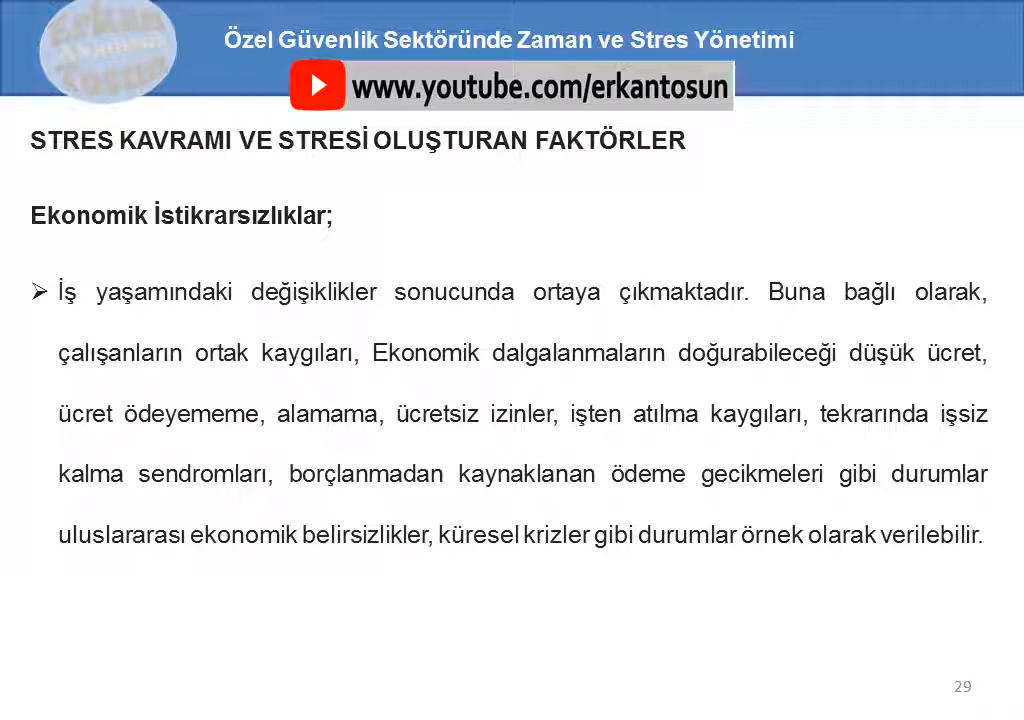 Erkan
Akademi
Tosun
Özel Güvenlik Sektöründe Zaman ve Stres Yönetimi
www.youtube.com/erkantosun
STRES KAVRAMI VE STRESİ OLUŞTURAN FAKTÖRLER
Ekonomik İstikrarsızlıklar;
➢ İş yaşamındaki değişiklikler sonucunda ortaya çıkmaktadır. Buna bağlı olarak,
çalışanların ortak kaygıları, Ekonomik dalgalanmaların doğurabileceği düşük ücret,
ücret ödeyememe, alamama, ücretsiz izinler, işten atılma kaygıları, tekrarında işsiz
kalma sendromları, borçlanmadan kaynaklanan ödeme gecikmeleri gibi durumlar
uluslararası ekonomik belirsizlikler, küresel krizler gibi durumlar örnek olarak verilebilir.
29